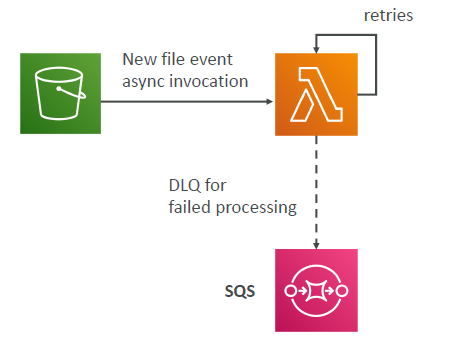 retries
New file event
async invocation
DLQ for
failed processing
SQS